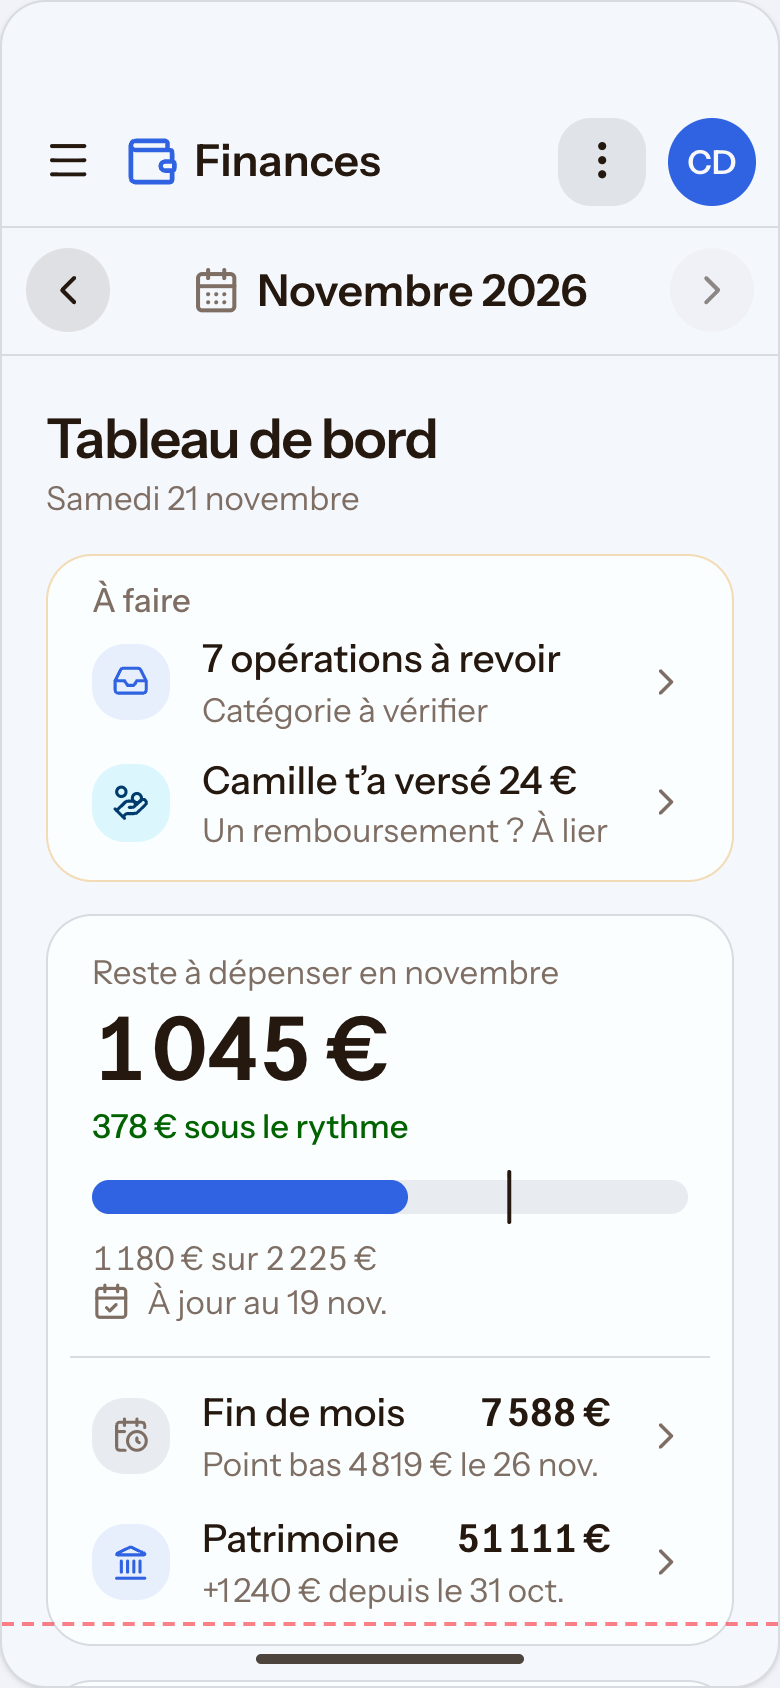 Finances
CD
Novembre 2026
Tableau de bord
Samedi 21 novembre
À faire
7 opérations à revoir
Catégorie à vérifier
Camille t’a versé 24 €
Un remboursement ? À lier
Reste à dépenser en novembre
1 045 €
378 € sous le rythme
1 180 € sur 2 225 €
À jour au 19 nov.
Fin de mois 7 588 €
Point bas 4 819 € le 26 nov.
Patrimoine 51 111 €
+1 240 € depuis le 31 oct.